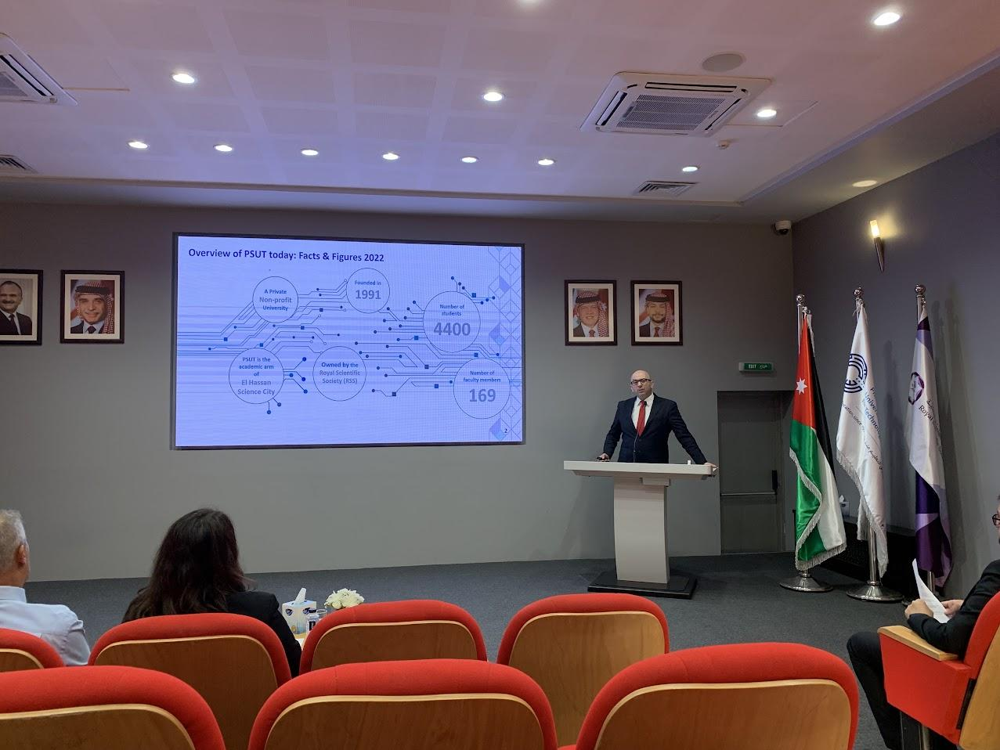 Overview of PSUT today: Facts & Figures 2022
A Private
Non-profit
University
Founded in
1991
Number of
students
4400
PSUT is the
academic arm
of
El Hassan
Science City
Owned by the
Royal Scientific
Society (RSS)
Number of
faculty members
169
2
EXIT
Royal